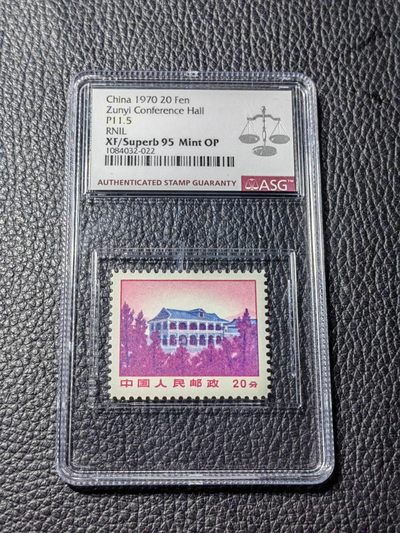 China 1970 20 Fen
Zunyi Conference Hall
P11.5
RNIL
XF/Superb 95 Mint OP
1084032-022
AUTHENTICATED STAMP GUARANTY ASG™
中国人民邮政 20分